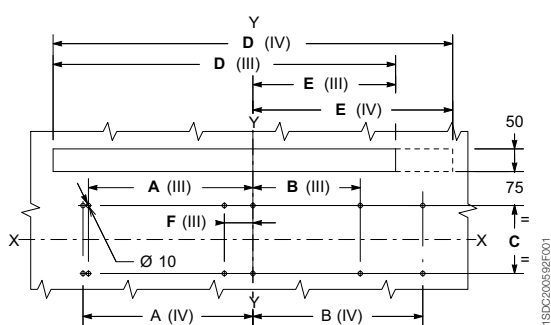 Y
D (IV)
D (III)
E (III)
E (IV)
Y
50
75
A (III)
B (III)
F (III)
C
=
=
X
X
Ø 10
Y
A (IV)
B (IV)
1SDC200592F001